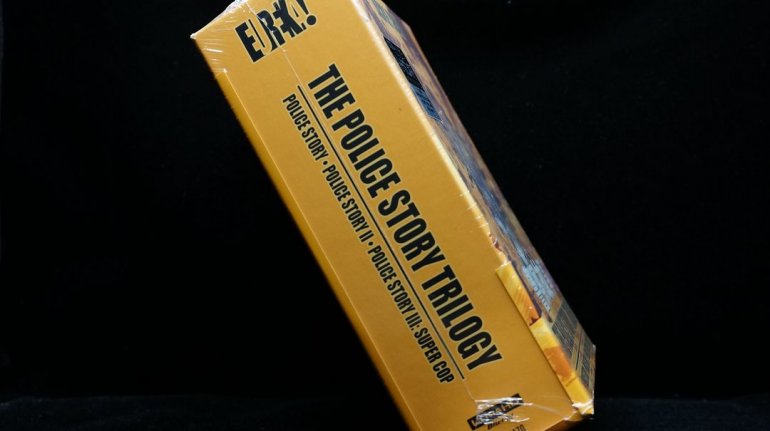 EUREKA!
THE POLICE STORY TRILOGY
POLICE STORY • POLICE STORY II • POLICE STORY III: SUPER COP